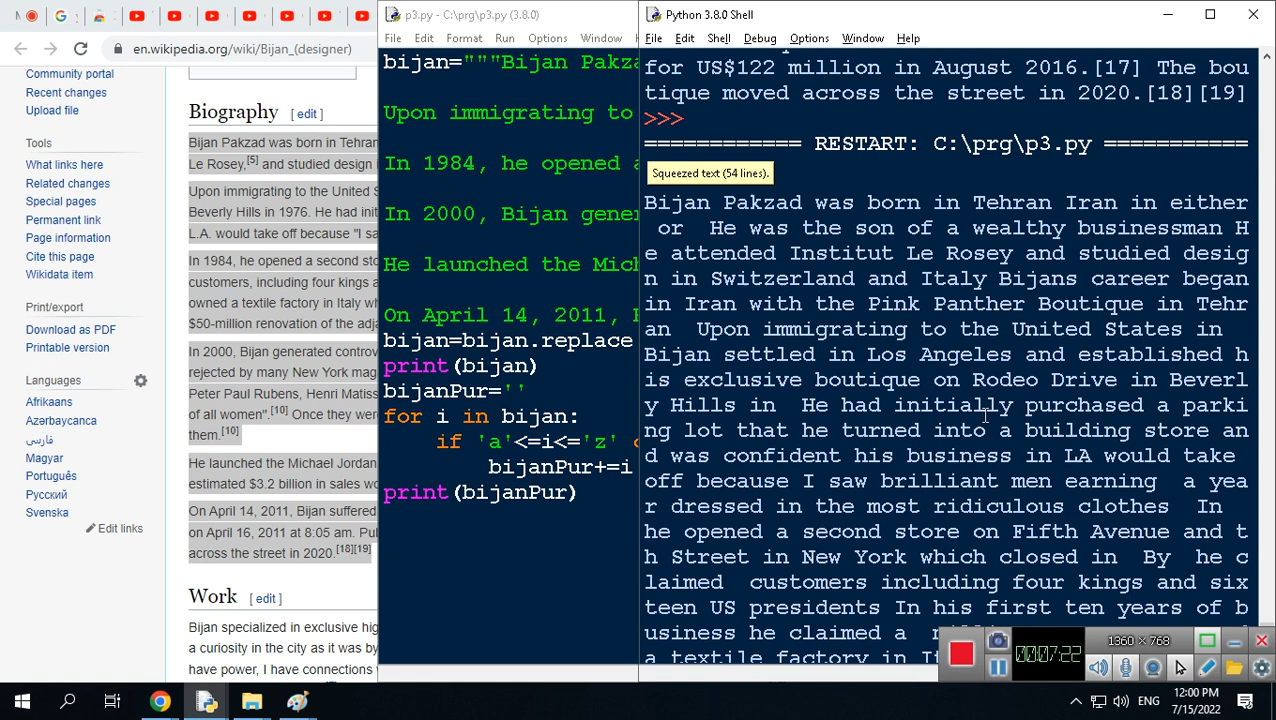 en.wikipedia.org/wiki/Bijan_(designer)
Community portal
Recent changes
Upload file
Tools
What links here
Related changes
Special pages
Permanent link
Page information
Cite this page
Wikidata item
Print/export
Download as PDF
Printable version
Languages
Afrikaans
Azərbaycanca
فارسی
Magyar
Português
Русский
Svenska
Edit links
Biography [ edit ]
Bijan Pakzad was born in Tehran
Le Rosey,[5] and studied design i
Upon immigrating to the United S
Beverly Hills in 1976. He had init
L.A. would take off because "I sa
In 1984, he opened a second sto
customers, including four kings a
owned a textile factory in Italy wh
$50-million renovation of the adja
In 2000, Bijan generated controv
rejected by many New York mag
Peter Paul Rubens, Henri Matiss
of all women".[10] Once they were
them.[10]
He launched the Michael Jordan
estimated $3.2 billion in sales wo
On April 14, 2011, Bijan suffered
on April 16, 2011 at 8:05 am. Pul
across the street in 2020.[18][19]
Work [ edit ]
Bijan specialized in exclusive hig
a curiosity in the city as it was by
have power, I have connections
p3.py - C:\prg\p3.py (3.8.0)
File Edit Format Run Options Window
bijan="""Bijan Pakza
Upon immigrating to
In 1984, he opened a
In 2000, Bijan gener
He launched the Mich
On April 14, 2011,
bijan=bijan.replace
print(bijan)
bijanPur=''
for i in bijan:
if 'a'<=i<='z'
bijanPur+=i
print(bijanPur)
Python 3.8.0 Shell
File Edit Shell Debug Options Window Help
for US$122 million in August 2016.[17] The bou
tique moved across the street in 2020.[18][19]
>>>
============ RESTART: C:\prg\p3.py ===========
Squeezed text (54 lines).
Bijan Pakzad was born in Tehran Iran in either
or He was the son of a wealthy businessman H
e attended Institut Le Rosey and studied desig
n in Switzerland and Italy Bijans career began
in Iran with the Pink Panther Boutique in Tehr
an Upon immigrating to the United States in
Bijan settled in Los Angeles and established h
is exclusive boutique on Rodeo Drive in Beverl
y Hills in He had initially purchased a parki
ng lot that he turned into a building store an
d was confident his business in LA would take
off because I saw brilliant men earning a yea
r dressed in the most ridiculous clothes In
he opened a second store on Fifth Avenue and t
h Street in New York which closed in By he c
laimed customers including four kings and six
teen US presidents In his first ten years of b
usiness he claimed a
a textile factory in It
1360 x 768
00:07:22
ENG
12:00 PM
7/15/2022